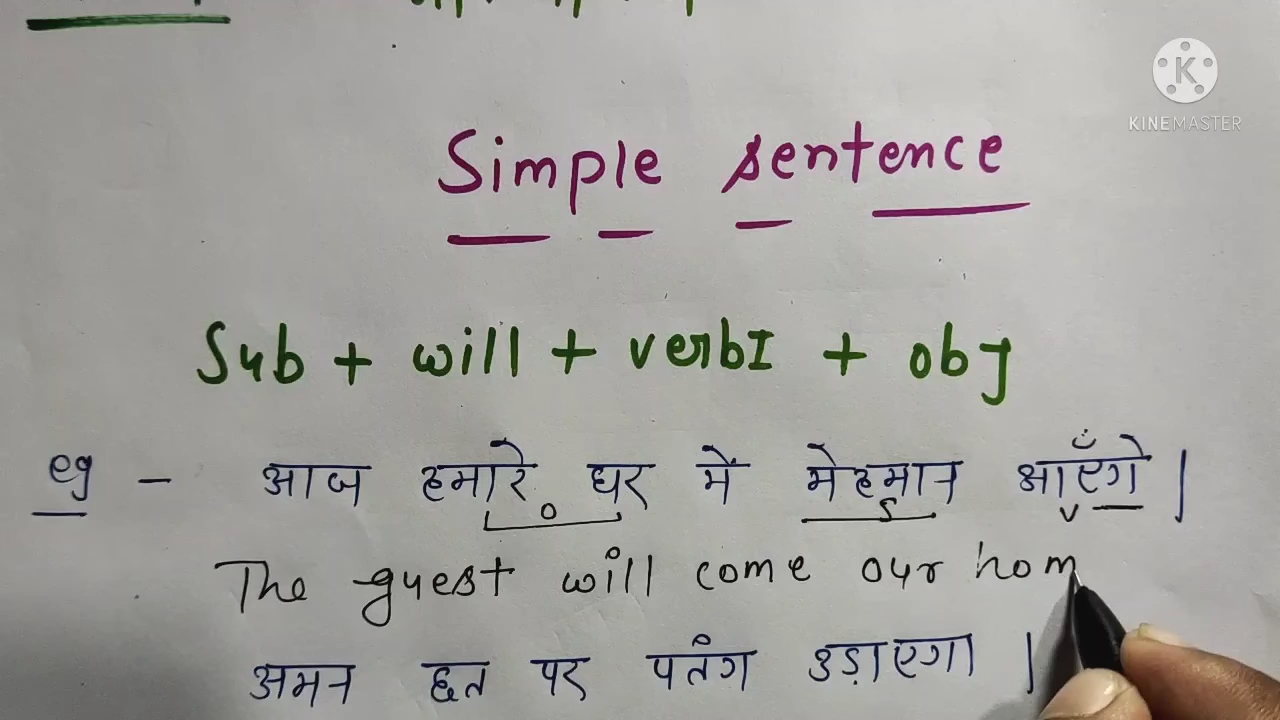 KINEMASTER
Simple sentence
Sub + will + verbI + obj
eg - आज हमारे घर में मेहमान आएँगे |
O S V
The guest will come our hom
अमन छत पर पतंग उड़ाएगा |